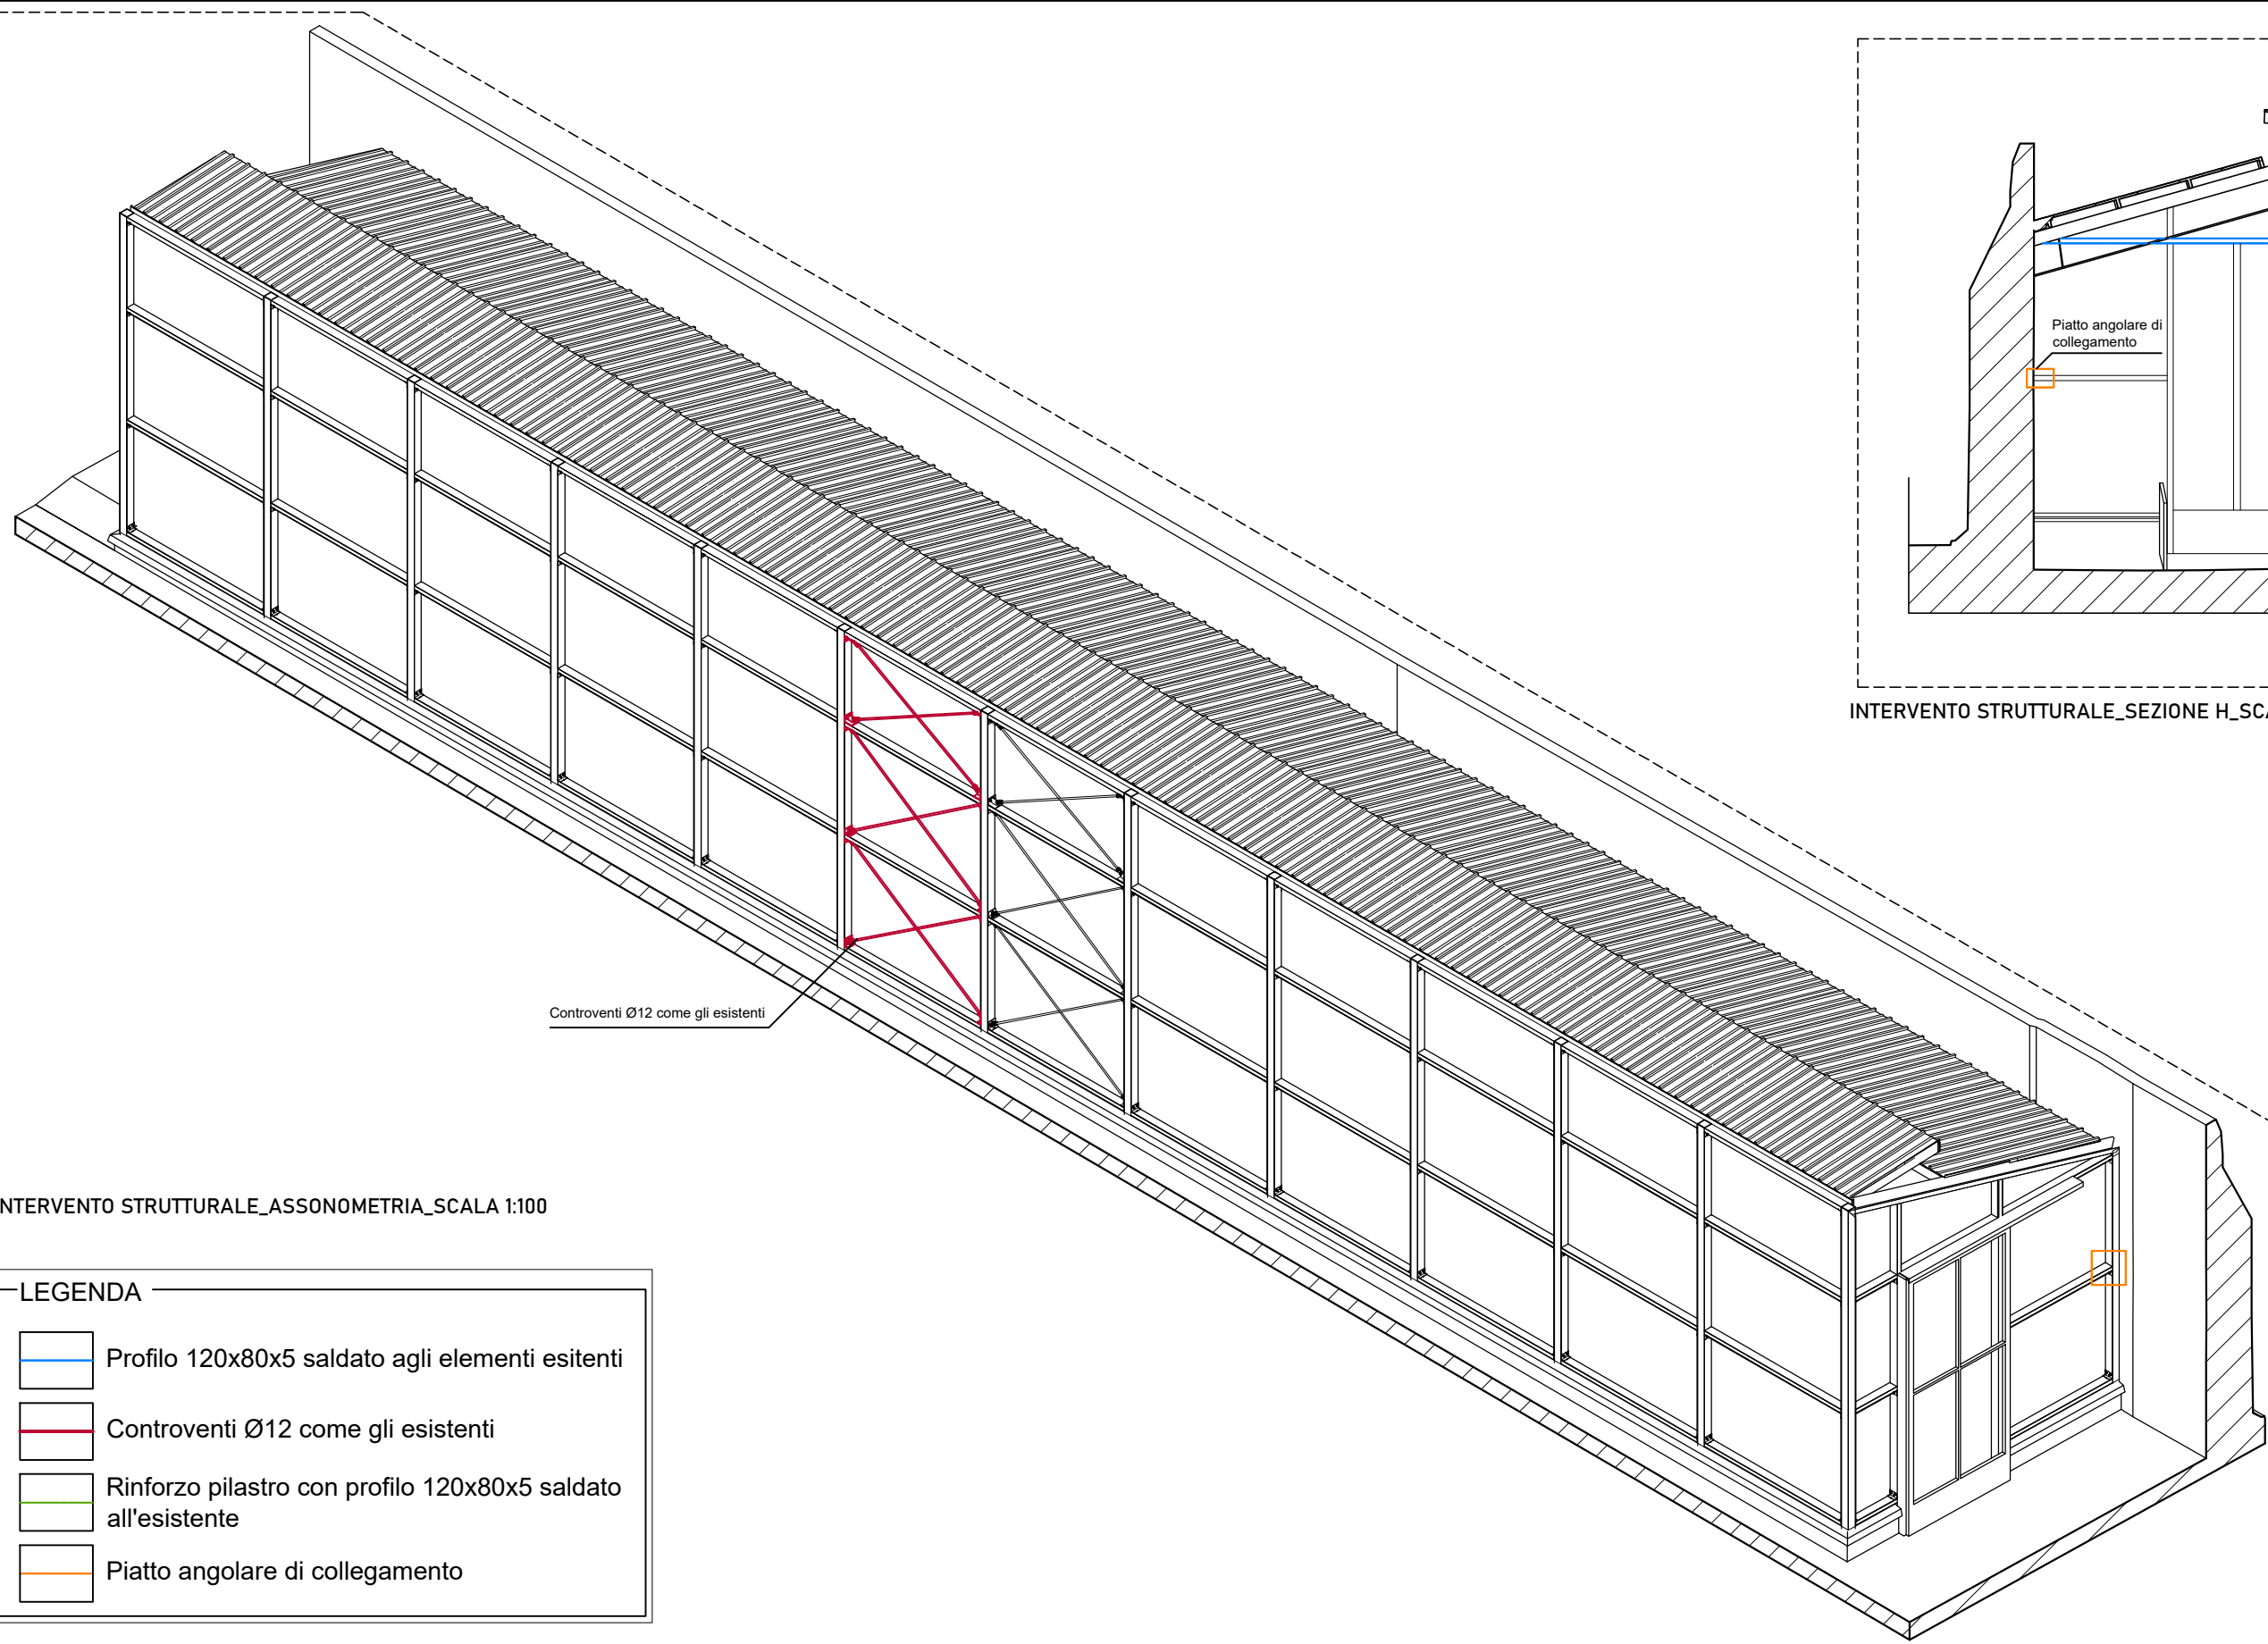 Piatto angolare di
collegamento
INTERVENTO STRUTTURALE_SEZIONE H_SCA
Controventi Ø12 come gli esistenti
NTERVENTO STRUTTURALE_ASSONOMETRIA_SCALA 1:100
LEGENDA
Profilo 120x80x5 saldato agli elementi esitenti
Controventi Ø12 come gli esistenti
Rinforzo pilastro con profilo 120x80x5 saldato
all'esistente
Piatto angolare di collegamento